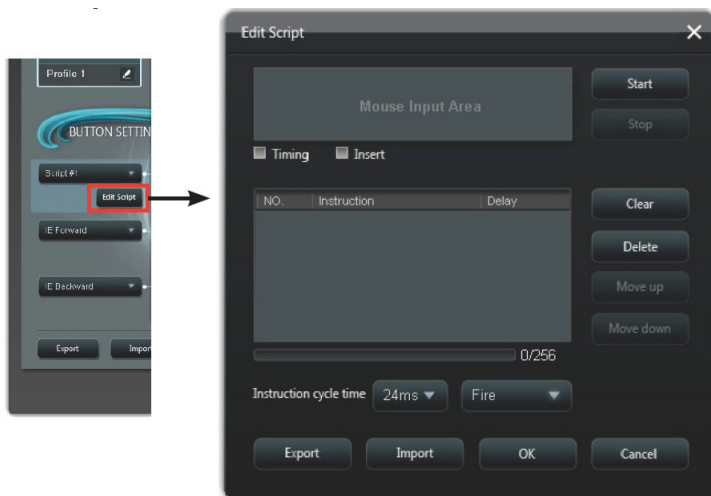 Profile 1
BUTTON SETTIN
Script #1
Edit Script
IE Forward
IE Backward
Export Impor
Edit Script
Mouse Input Area
Start
Stop
Timing Insert
NO. Instruction Delay
Clear
Delete
Move up
Move down
0/256
Instruction cycle time 24ms Fire
Export Import OK Cancel